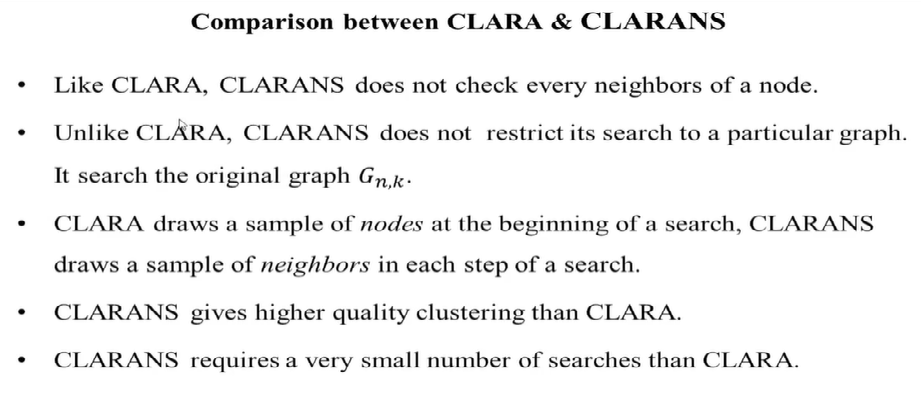 Comparison between CLARA & CLARANS
• Like CLARA, CLARANS does not check every neighbors of a node.
• Unlike CLARA, CLARANS does not restrict its search to a particular graph.
It search the original graph Gₙ,ₖ.
• CLARA draws a sample of nodes at the beginning of a search, CLARANS
draws a sample of neighbors in each step of a search.
• CLARANS gives higher quality clustering than CLARA.
• CLARANS requires a very small number of searches than CLARA.